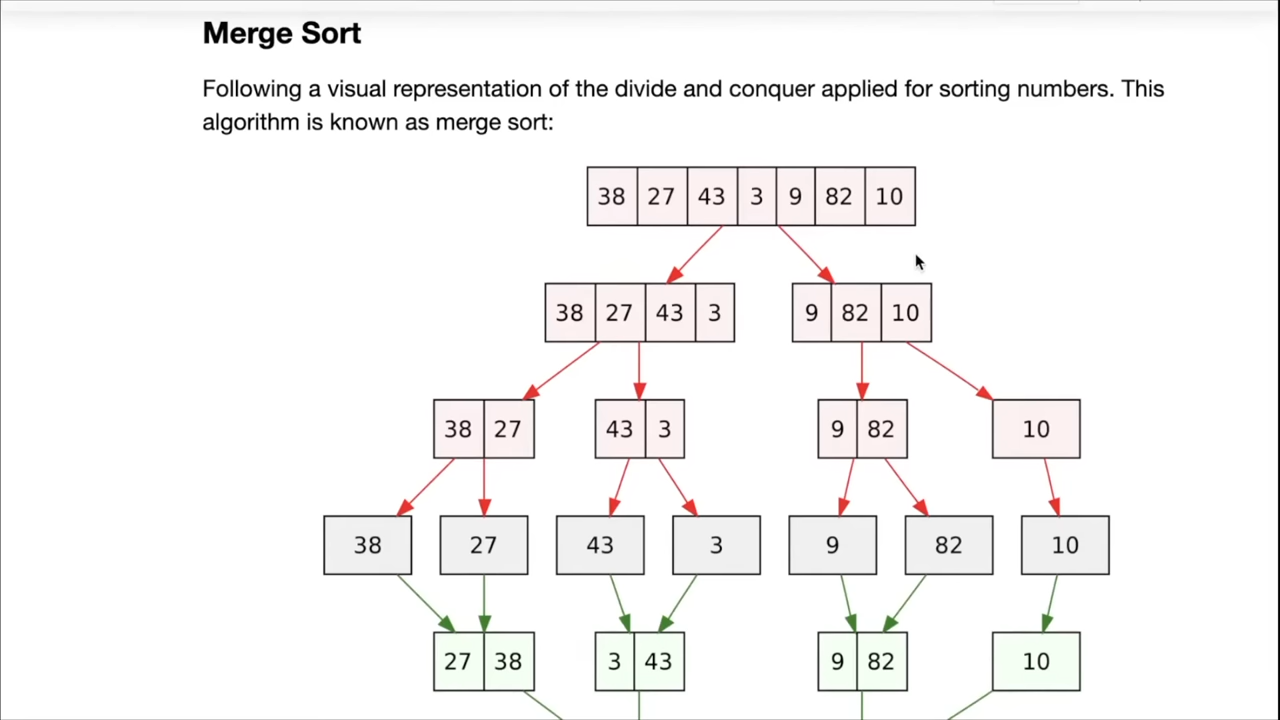 Merge Sort
Following a visual representation of the divide and conquer applied for sorting numbers. This
algorithm is known as merge sort:
38 27 43 3 9 82 10
38 27 43 3 9 82 10
38 27 43 3 9 82 10
38 27 43 3 9 82 10
27 38 3 43 9 82 10